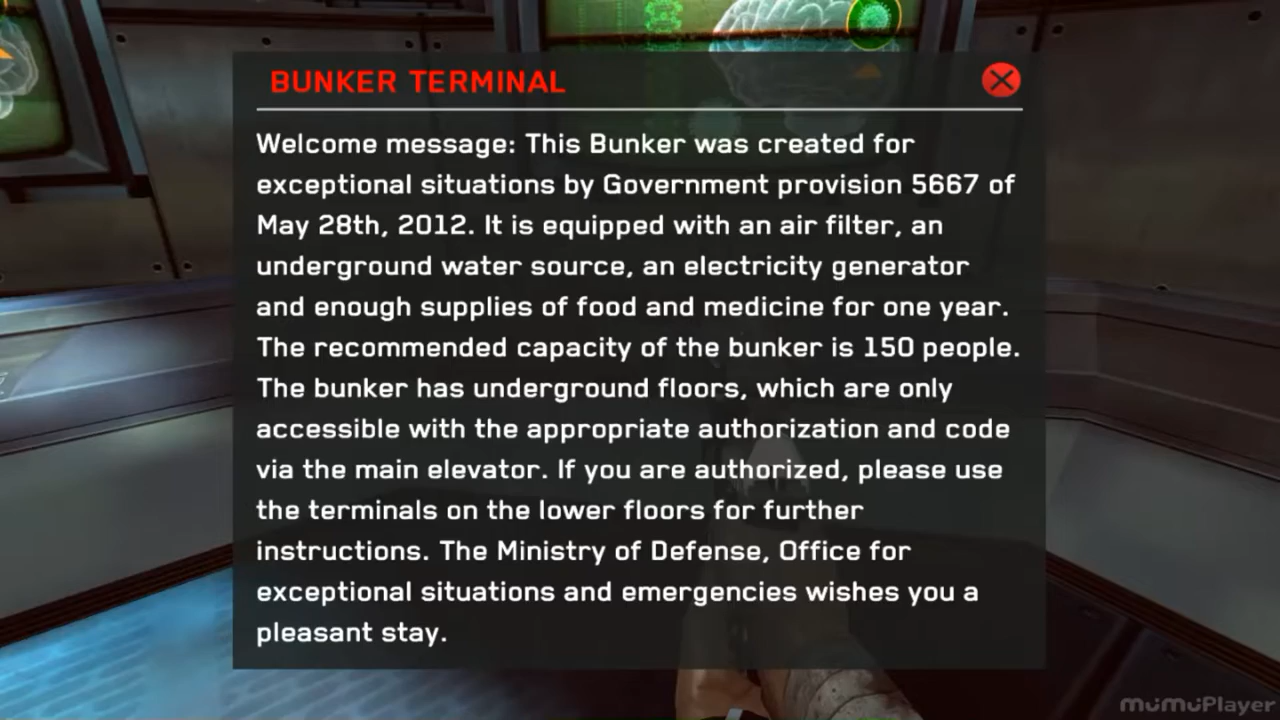 BUNKER TERMINAL
Welcome message: This Bunker was created for
exceptional situations by Government provision 5667 of
May 28th, 2012. It is equipped with an air filter, an
underground water source, an electricity generator
and enough supplies of food and medicine for one year.
The recommended capacity of the bunker is 150 people.
The bunker has underground floors, which are only
accessible with the appropriate authorization and code
via the main elevator. If you are authorized, please use
the terminals on the lower floors for further
instructions. The Ministry of Defense, Office for
exceptional situations and emergencies wishes you a
pleasant stay.
MuMuPlayer